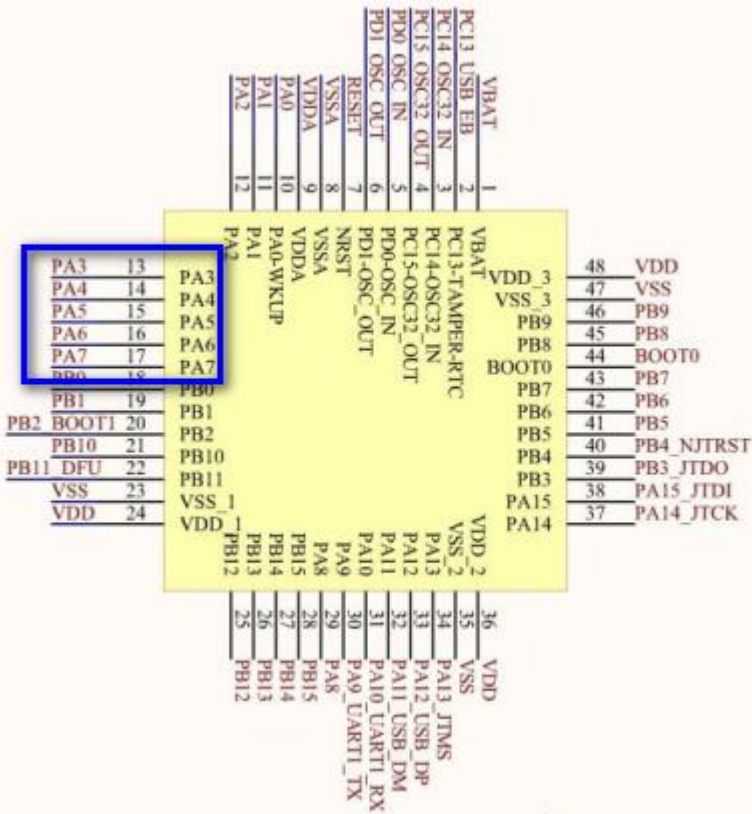 PA2
PA1
PA0
VDDA
VSSA
RESET
PD1_OSC_OUT
PD0_OSC_IN
PC15_OSC32_OUT
PC14_OSC32_IN
PC13_USB_EB
VBAT
12
11
10
9
8
7
6
5
4
3
2
1
PA2
PA1
PA0-WKUP
VDDA
VSSA
NRST
PD1-OSC_OUT
PD0-OSC_IN
PC15-OSC32_OUT
PC14-OSC32_IN
PC13-TAMPER-RTC
VBAT
PA3 13 PA3
PA4 14 PA4
PA5 15 PA5
PA6 16 PA6
PA7 17 PA7
PB0 18 PB0
PB1 19 PB1
PB2_BOOT1 20 PB2
PB10 21 PB10
PB11_DFU 22 PB11
VSS 23 VSS_1
VDD 24 VDD_1
VDD_3 48 VDD
VSS_3 47 VSS
PB9 46 PB9
PB8 45 PB8
BOOT0 44 BOOT0
PB7 43 PB7
PB6 42 PB6
PB5 41 PB5
PB4 40 PB4_NJTRST
PB3 39 PB3_JTDO
PA15 38 PA15_JTDI
PA14 37 PA14_JTCK
PB12
PB13
PB14
PB15
PA8
PA9
PA10
PA11
PA12
PA13
VSS_2
VDD_2
25
26
27
28
29
30
31
32
33
34
35
36
PB12
PB13
PB14
PB15
PA8
PA9_UART1_TX
PA10_UART1_RX
PA11_USB_DM
PA12_USB_DP
PA13_JTMS
VSS
VDD